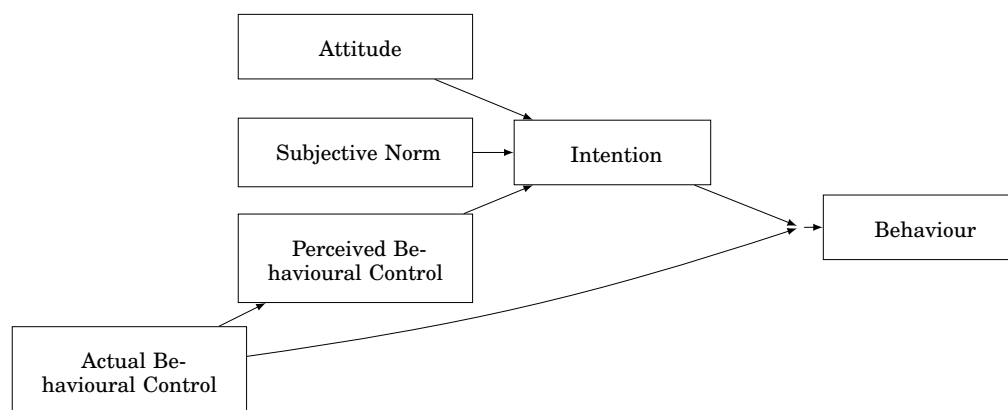 Attitude
Subjective Norm
Intention
Perceived Be-
havioural Control
Behaviour
Actual Be-
havioural Control